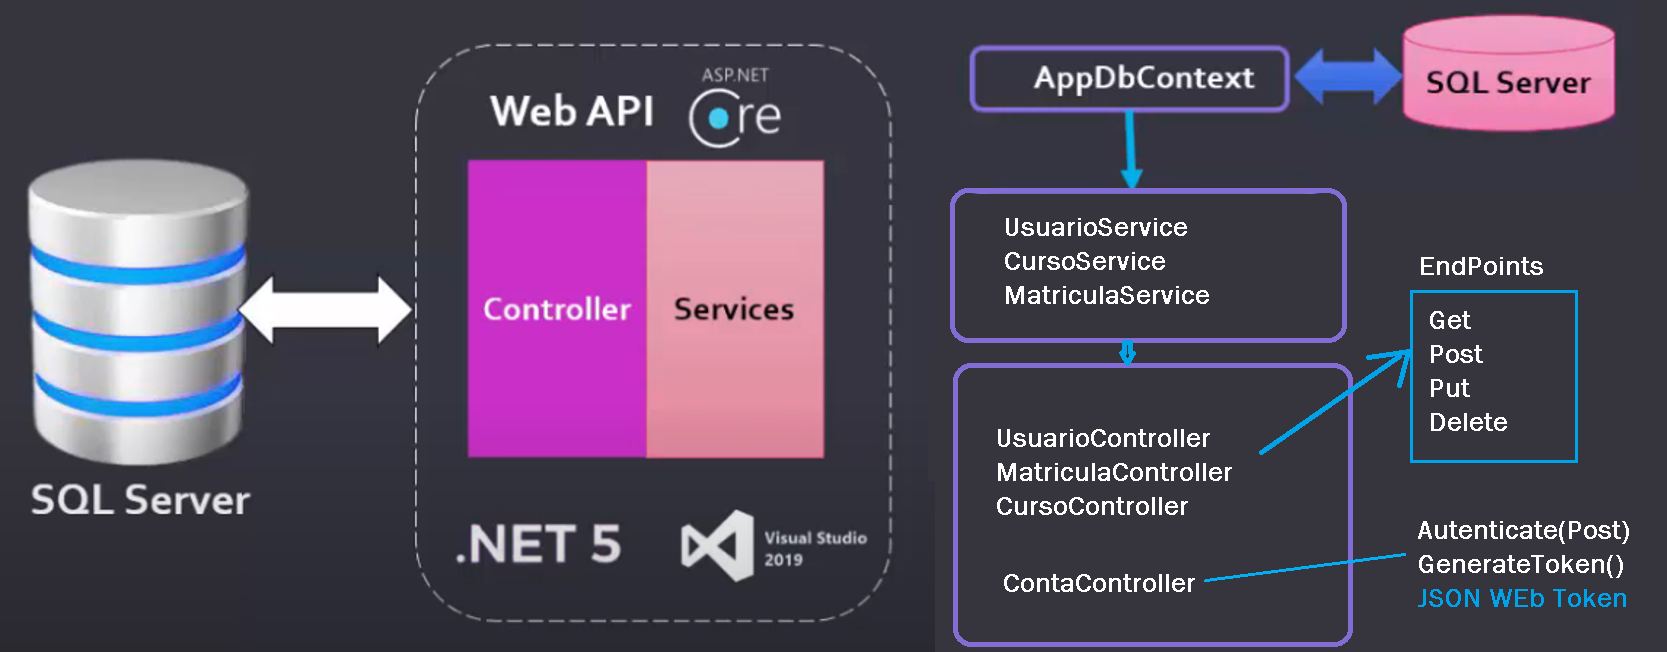 SQL Server
Web API
ASP.NET
Core
Controller
Services
.NET 5
Visual Studio
2019
AppDbContext
SQL Server
UsuarioService
CursoService
MatriculaService
EndPoints
Get
Post
Put
Delete
UsuarioController
MatriculaController
CursoController
ContaController
Autenticate(Post)
GenerateToken()
JSON WEb Token